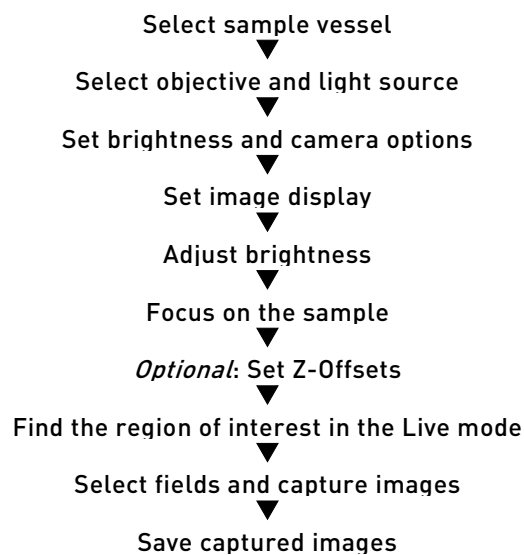 Select sample vessel
Select objective and light source
Set brightness and camera options
Set image display
Adjust brightness
Focus on the sample
Optional: Set Z-Offsets
Find the region of interest in the Live mode
Select fields and capture images
Save captured images